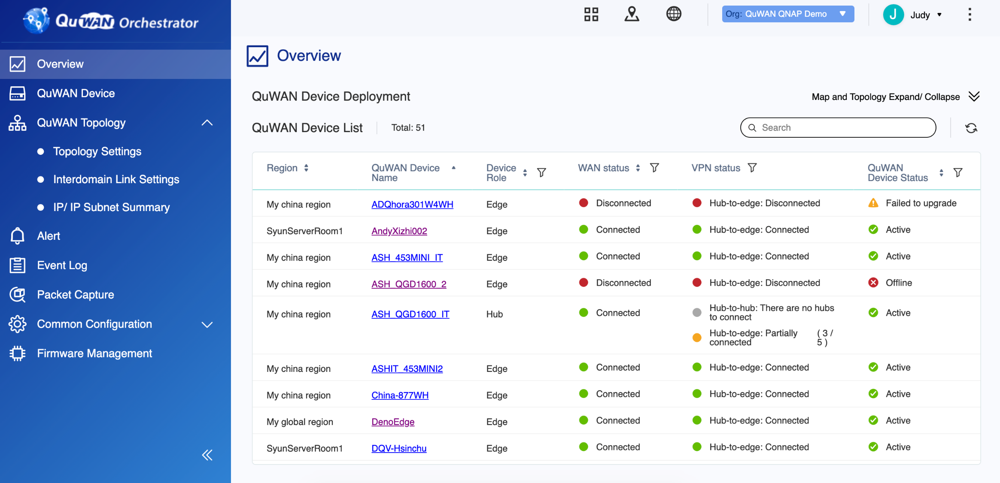 QuWAN Orchestrator
Org: QuWAN QNAP Demo
J
Judy
Overview
QuWAN Device
QuWAN Topology
Topology Settings
Interdomain Link Settings
IP/ IP Subnet Summary
Alert
Event Log
Packet Capture
Common Configuration
Firmware Management
Overview
QuWAN Device Deployment
Map and Topology Expand/ Collapse
QuWAN Device List
Total: 51
Search
Region
QuWAN Device
Name
Device
Role
WAN status
VPN status
QuWAN
Device Status
My china region ADQhora301W4WH Edge Disconnected Hub-to-edge: Disconnected Failed to upgrade
SyunServerRoom1 AndyXizhi002 Edge Connected Hub-to-edge: Connected Active
My china region ASH_453MINI_IT Edge Connected Hub-to-edge: Connected Active
My china region ASH_QGD1600_2 Edge Disconnected Hub-to-edge: Disconnected Offline
My china region ASH_QGD1600_IT Hub Connected Hub-to-hub: There are no hubs
to connect
Active
Hub-to-edge: Partially ( 3 /
connected 5 )
My china region ASHIT_453MINI2 Edge Connected Hub-to-edge: Connected Active
My china region China-877WH Edge Connected Hub-to-edge: Connected Active
My global region DenoEdge Edge Connected Hub-to-edge: Connected Active
SyunServerRoom1 DQV-Hsinchu Edge Connected Hub-to-edge: Connected Active